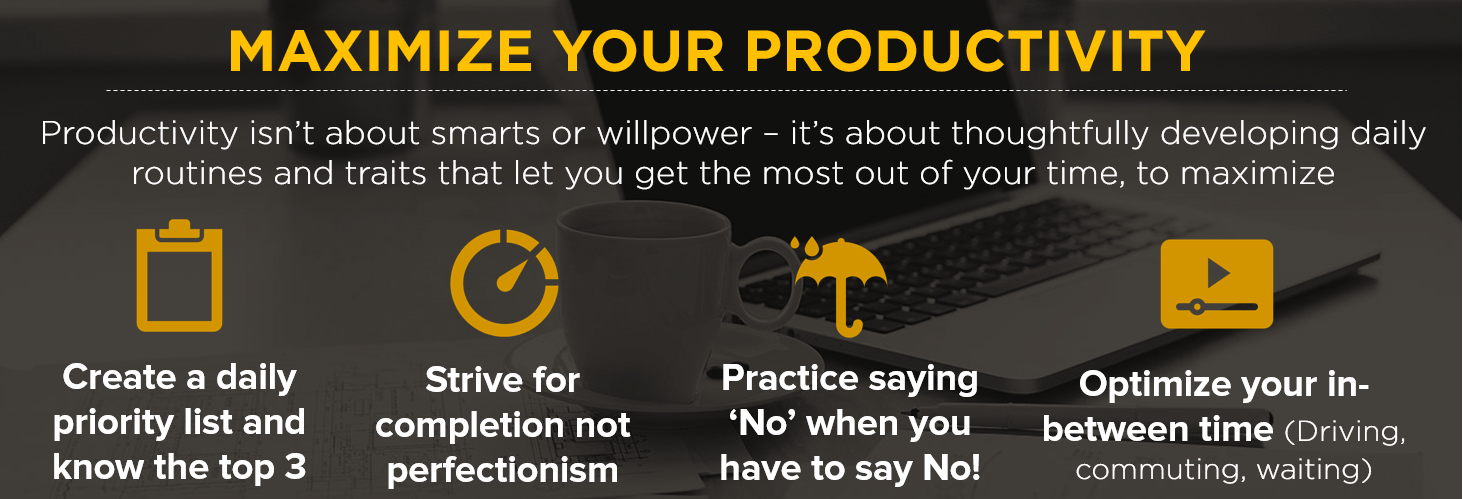 MAXIMIZE YOUR PRODUCTIVITY
Productivity isn’t about smarts or willpower – it’s about thoughtfully developing daily
routines and traits that let you get the most out of your time, to maximize
Create a daily
priority list and
know the top 3
Strive for
completion not
perfectionism
Practice saying
‘No’ when you
have to say No!
Optimize your in-
between time (Driving,
commuting, waiting)